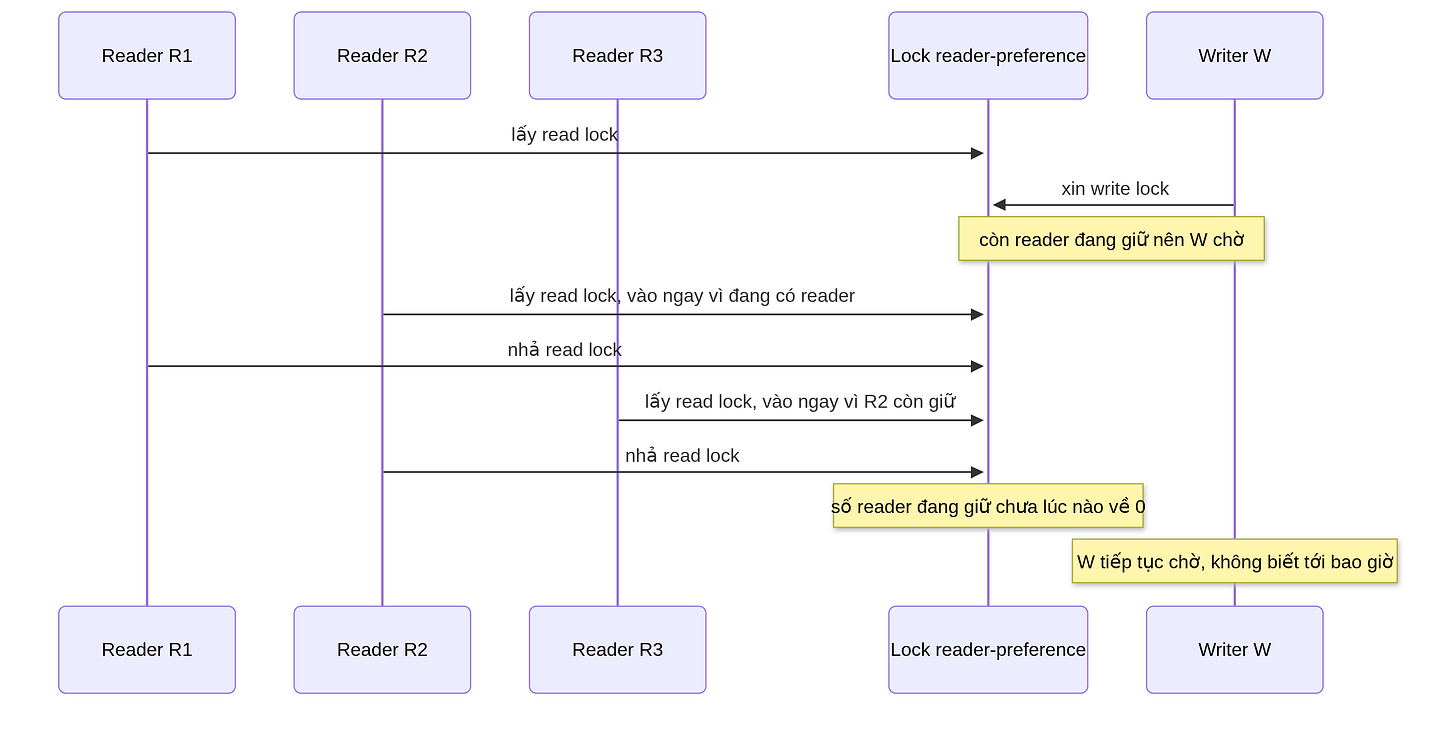 Reader R1
Reader R2
Reader R3
Lock reader-preference
Writer W
lấy read lock
xin write lock
còn reader đang giữ nên W chờ
lấy read lock, vào ngay vì đang có reader
nhả read lock
lấy read lock, vào ngay vì R2 còn giữ
nhả read lock
số reader đang giữ chưa lúc nào về 0
W tiếp tục chờ, không biết tới bao giờ
Reader R1
Reader R2
Reader R3
Lock reader-preference
Writer W